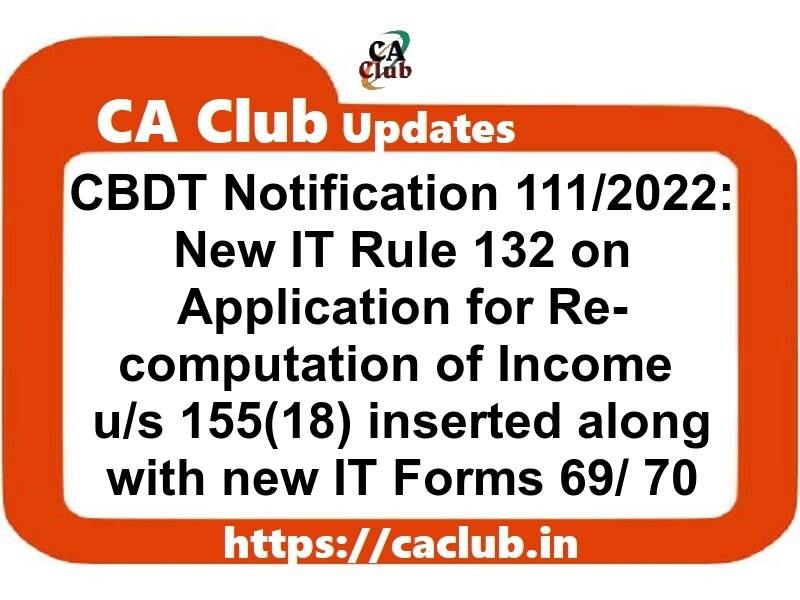 CA
Club
CA Club Updates
CBDT Notification 111/2022:
New IT Rule 132 on
Application for Re-
computation of Income
u/s 155(18) inserted along
with new IT Forms 69/ 70
https://caclub.in